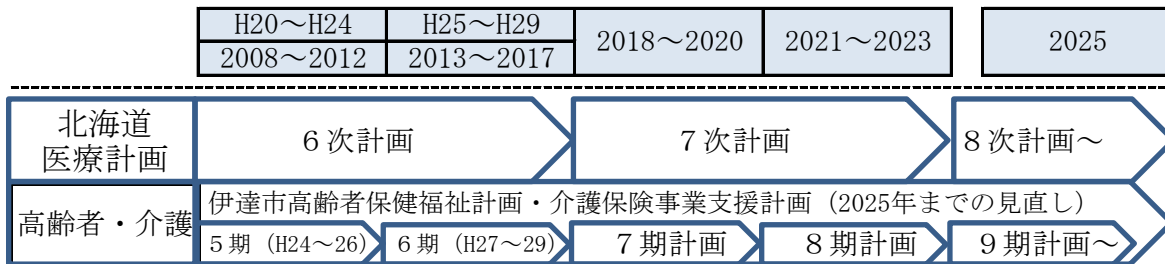 H20～H24
H25～H29
2018～2020
2021～2023
2025
2008～2012
2013～2017
北海道
医療計画
６次計画
７次計画
８次計画～
高齢者・介護
伊達市高齢者保健福祉計画・介護保険事業支援計画（2025年までの見直し）
５期（H24～26）
６期（H27～29）
７期計画
８期計画
９期計画～